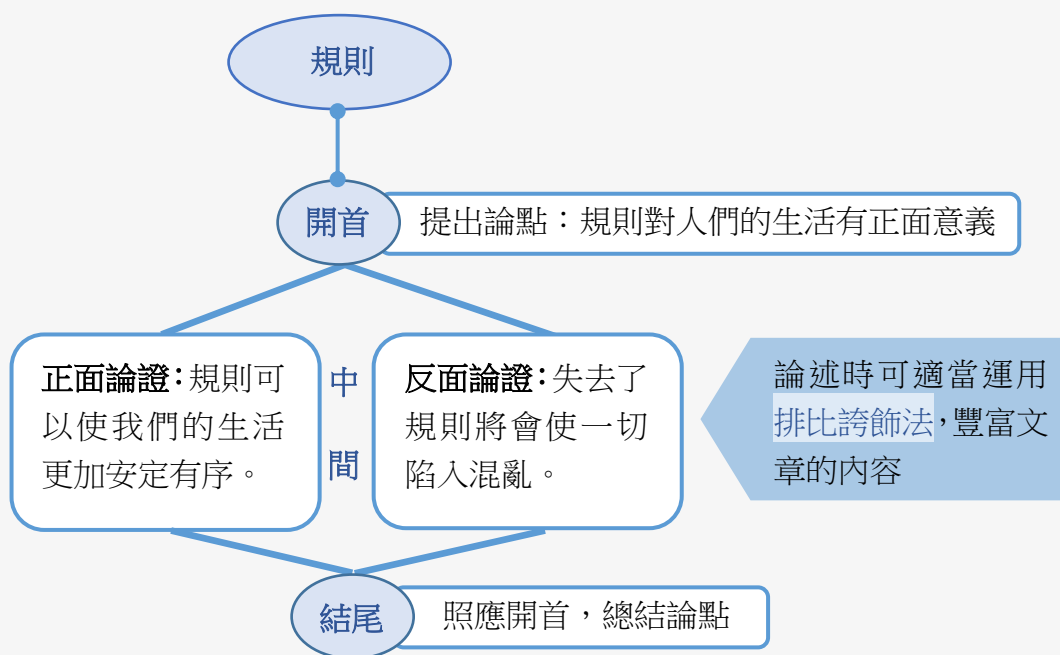 規則
開首
提出論點：規則對人們的生活有正面意義
正面論證：規則可
以使我們的生活
更加安定有序。
中
間
反面論證：失去了
規則將會使一切
陷入混亂。
論述時可適當運用
排比誇飾法，豐富文
章的內容
結尾
照應開首，總結論點